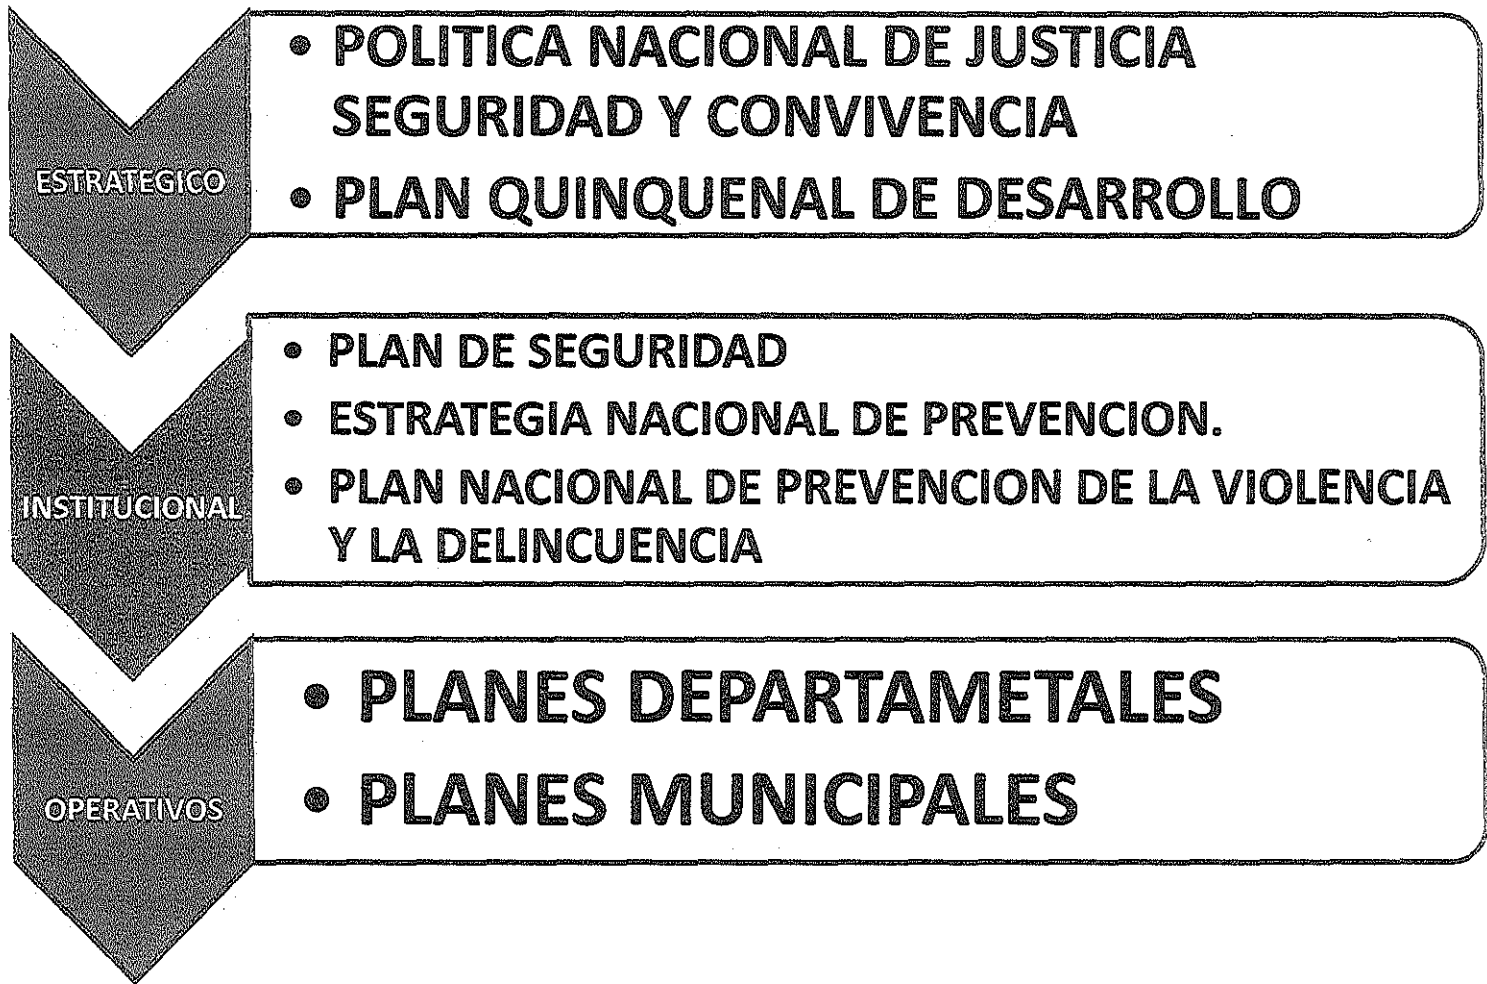 ESTRATEGICO
• POLITICA NACIONAL DE JUSTICIA
SEGURIDAD Y CONVIVENCIA
• PLAN QUINQUENAL DE DESARROLLO
INSTITUCIONAL
• PLAN DE SEGURIDAD
• ESTRATEGIA NACIONAL DE PREVENCION.
• PLAN NACIONAL DE PREVENCION DE LA VIOLENCIA
Y LA DELINCUENCIA
OPERATIVOS
• PLANES DEPARTAMETALES
• PLANES MUNICIPALES